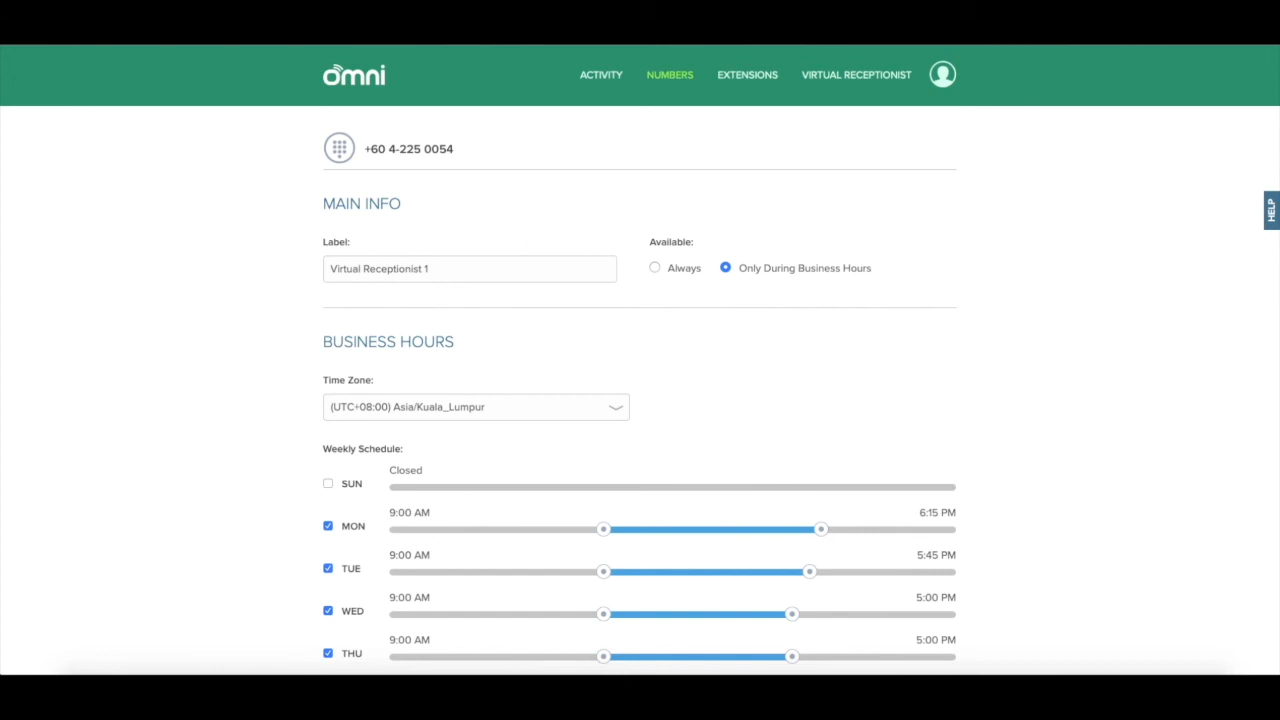 omni
ACTIVITY NUMBERS EXTENSIONS VIRTUAL RECEPTIONIST
+60 4-225 0054
HELP
MAIN INFO
Label: Available:
Virtual Receptionist 1 Always Only During Business Hours
BUSINESS HOURS
Time Zone:
(UTC+08:00) Asia/Kuala_Lumpur
Weekly Schedule:
Closed
SUN
9:00 AM 6:15 PM
MON
9:00 AM 5:45 PM
TUE
9:00 AM 5:00 PM
WED
9:00 AM 5:00 PM
THU